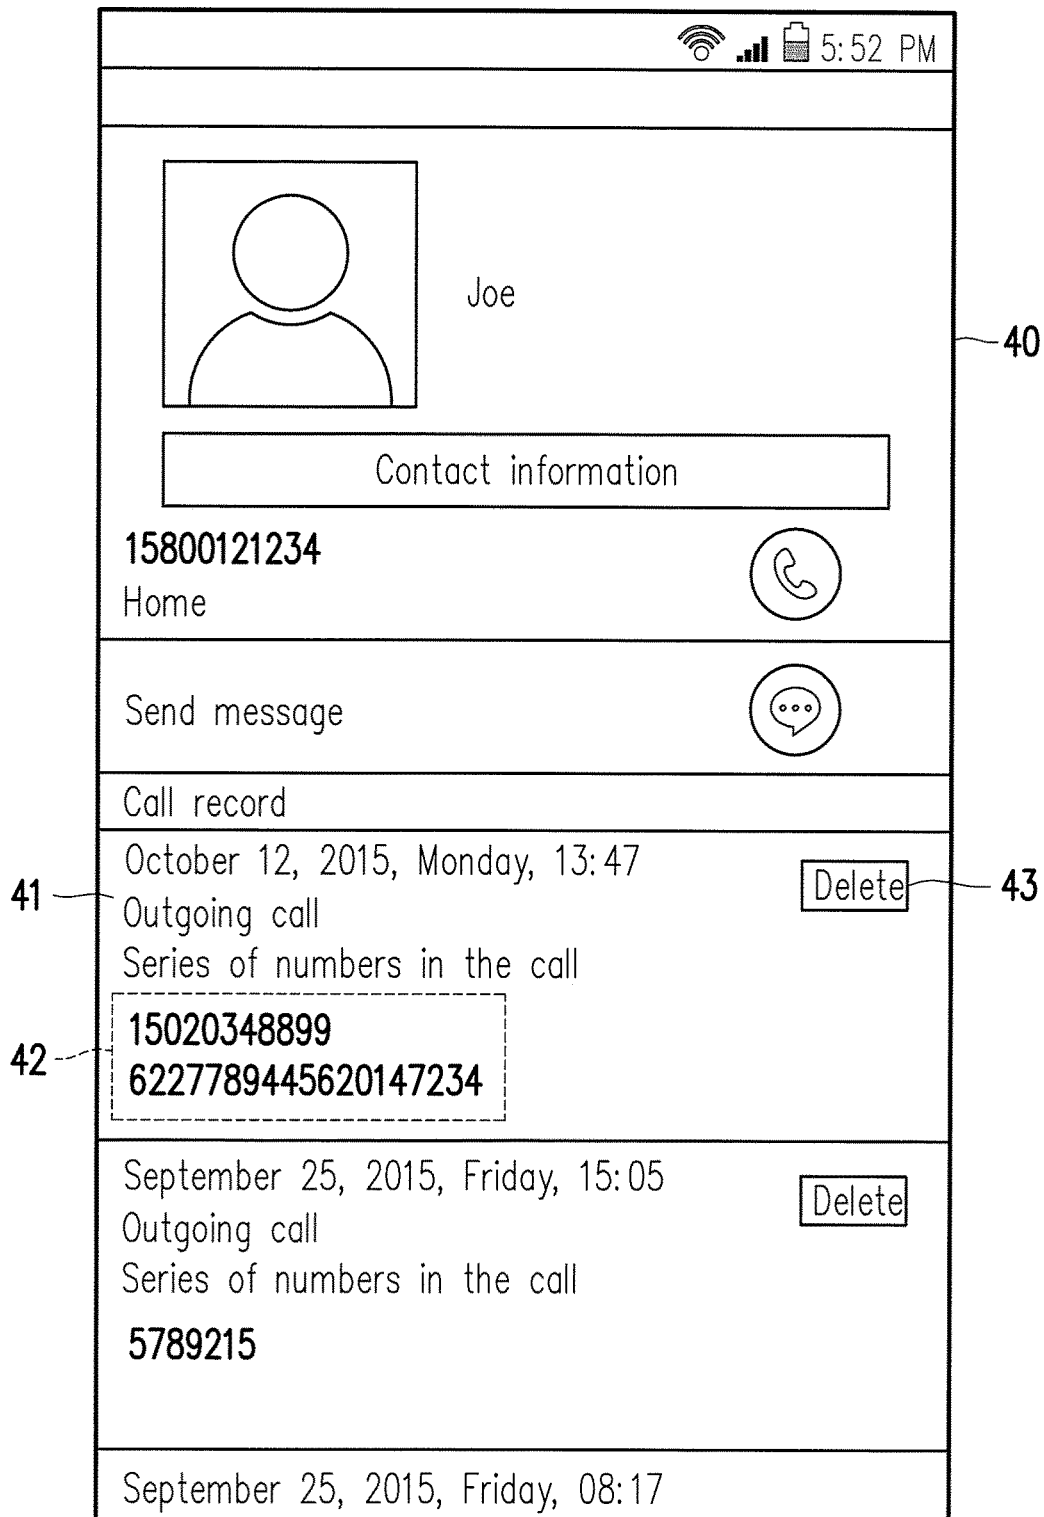 5:52 PM
Joe
40
Contact information
15800121234
Home
Send message
Call record
October 12, 2015, Monday, 13:47
Delete
43
41
Outgoing call
Series of numbers in the call
42
15020348899
6227789445620147234
September 25, 2015, Friday, 15:05
Delete
Outgoing call
Series of numbers in the call
5789215
September 25, 2015, Friday, 08:17